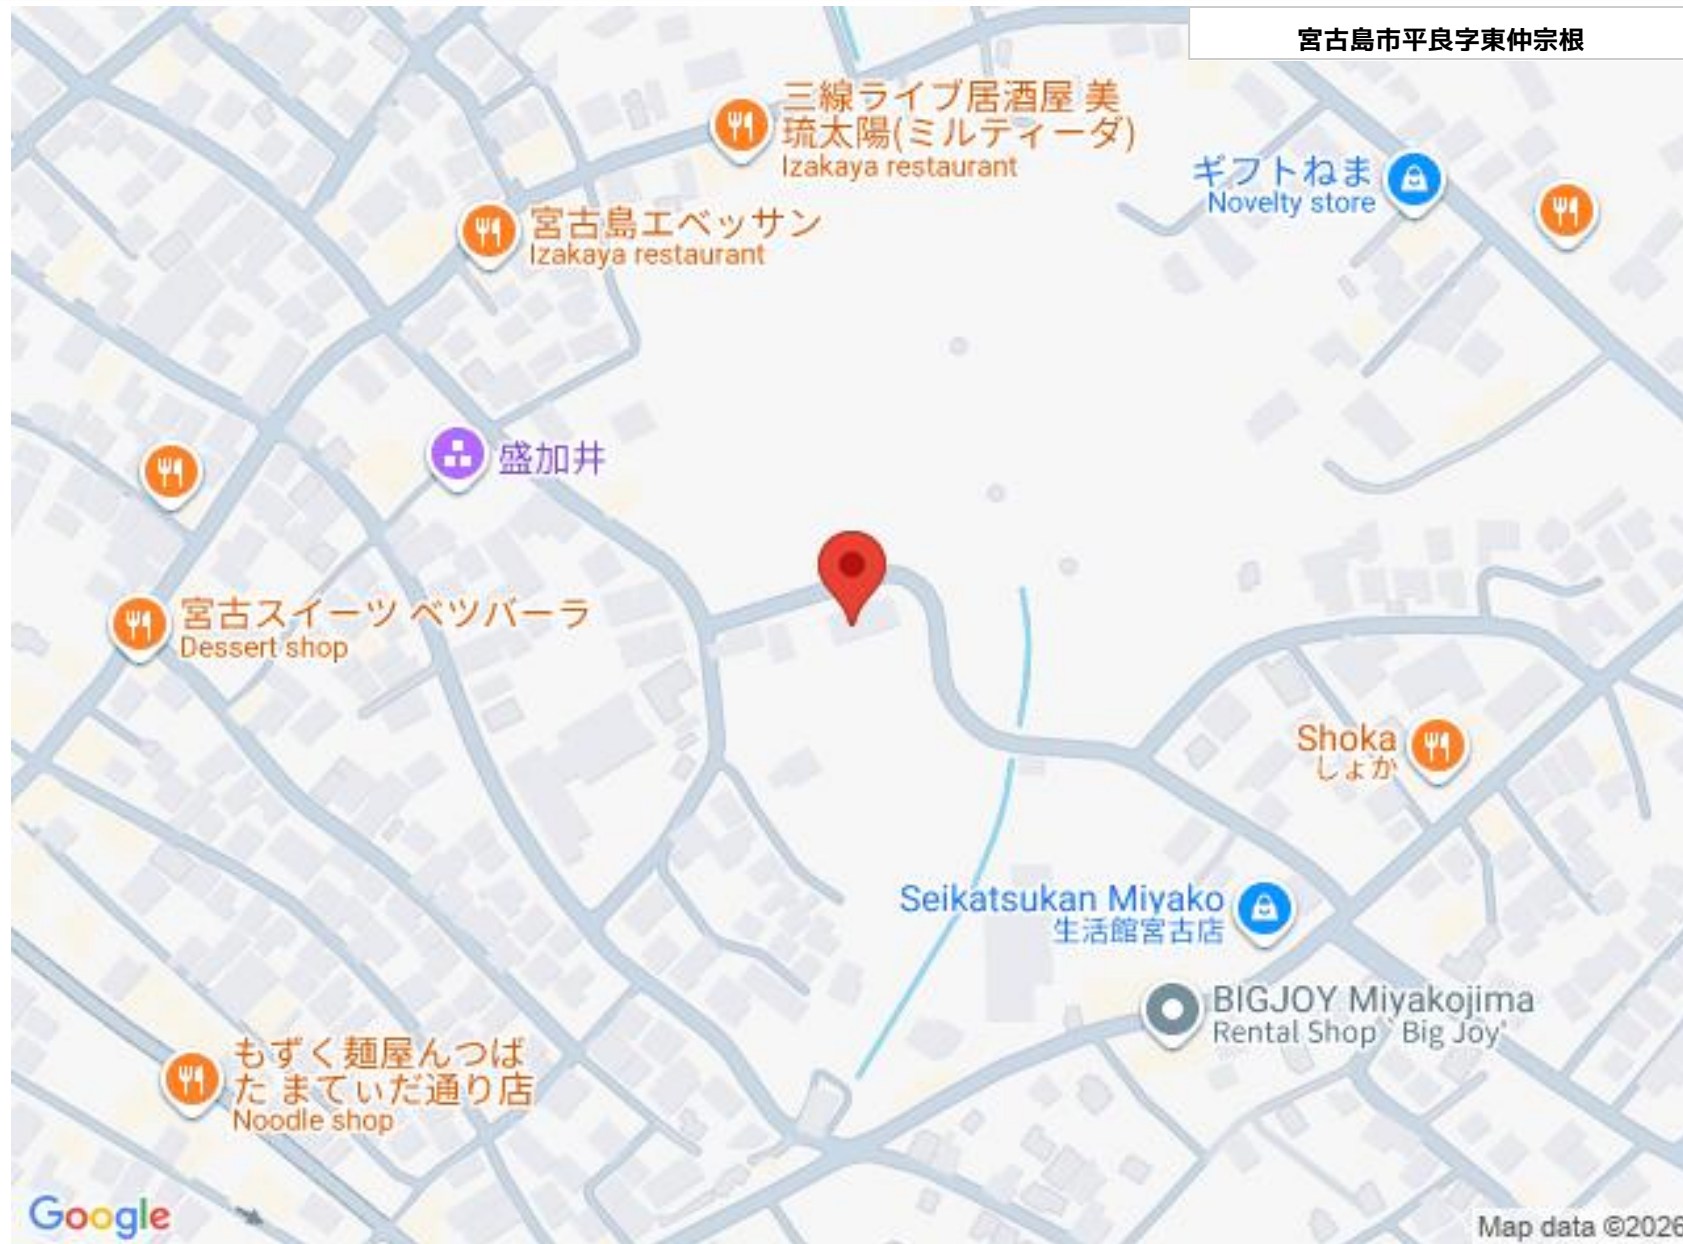 宮古島市平良字東仲宗根
三線ライブ居酒屋 美
琉太陽(ミルティーダ)
Izakaya restaurant
ギフトねま
Novelty store
宮古島エベッサン
Izakaya restaurant
盛加井
宮古スイーツ ベツバーラ
Dessert shop
Shoka
しょか
Seikatsukan Miyako
生活館宮古店
BIGJOY Miyakojima
Rental Shop `Big Joy'
もずく麺屋んつば
た まてぃだ通り店
Noodle shop
Google
Map data ©2026